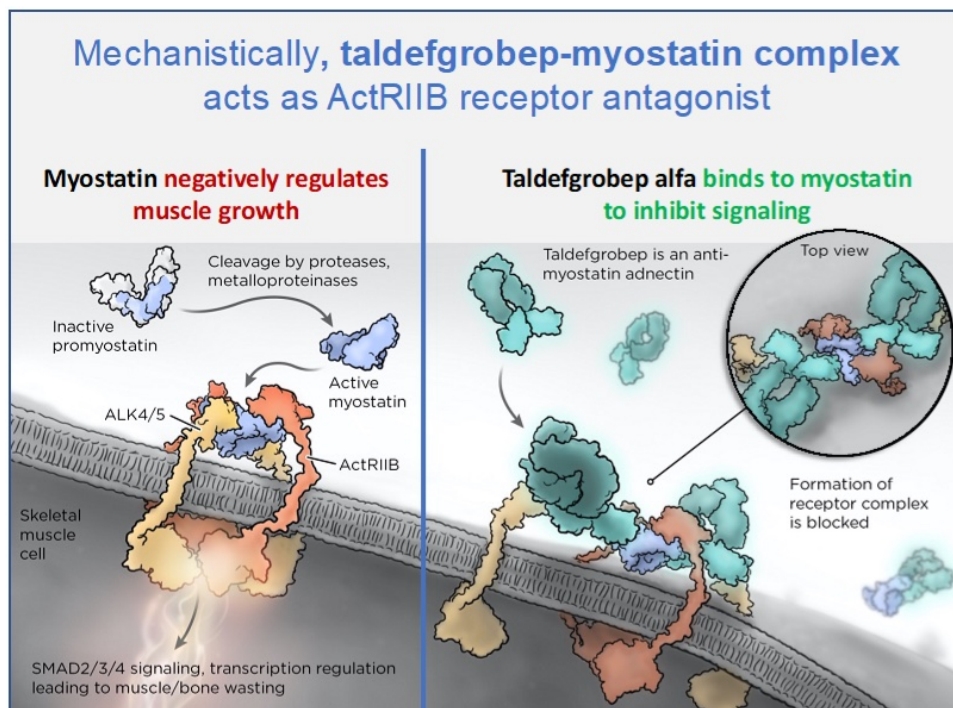 Mechanistically, taldefgrobep-myostatin complex
acts as ActRIIB receptor antagonist
Myostatin negatively regulates
muscle growth
Cleavage by proteases,
metalloproteinases
Inactive
promyostatin
Active
myostatin
ALK4/5
ActRIIB
Skeletal
muscle
cell
SMAD2/3/4 signaling, transcription regulation
leading to muscle/bone wasting
Taldefgrobep alfa binds to myostatin
to inhibit signaling
Taldefgrobep is an anti-
myostatin adnectin
Top view
Formation of
receptor complex
is blocked